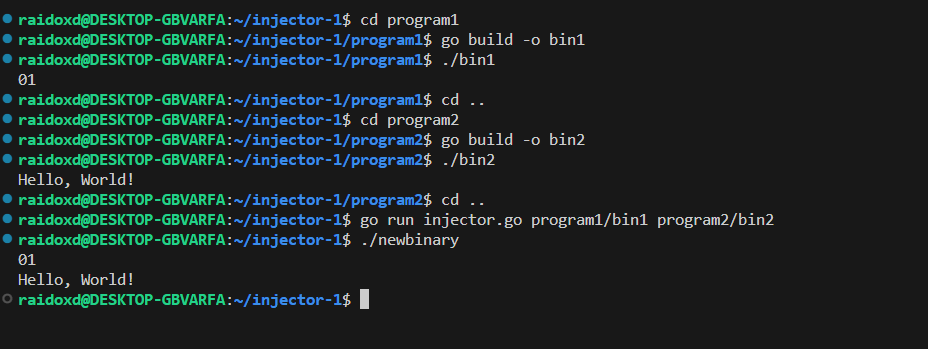 raidoxd@DESKTOP-GBVARFA:~/injector-1$ cd program1
raidoxd@DESKTOP-GBVARFA:~/injector-1/program1$ go build -o bin1
raidoxd@DESKTOP-GBVARFA:~/injector-1/program1$ ./bin1
01
raidoxd@DESKTOP-GBVARFA:~/injector-1/program1$ cd ..
raidoxd@DESKTOP-GBVARFA:~/injector-1$ cd program2
raidoxd@DESKTOP-GBVARFA:~/injector-1/program2$ go build -o bin2
raidoxd@DESKTOP-GBVARFA:~/injector-1/program2$ ./bin2
Hello, World!
raidoxd@DESKTOP-GBVARFA:~/injector-1/program2$ cd ..
raidoxd@DESKTOP-GBVARFA:~/injector-1$ go run injector.go program1/bin1 program2/bin2
raidoxd@DESKTOP-GBVARFA:~/injector-1$ ./newbinary
01
Hello, World!
raidoxd@DESKTOP-GBVARFA:~/injector-1$